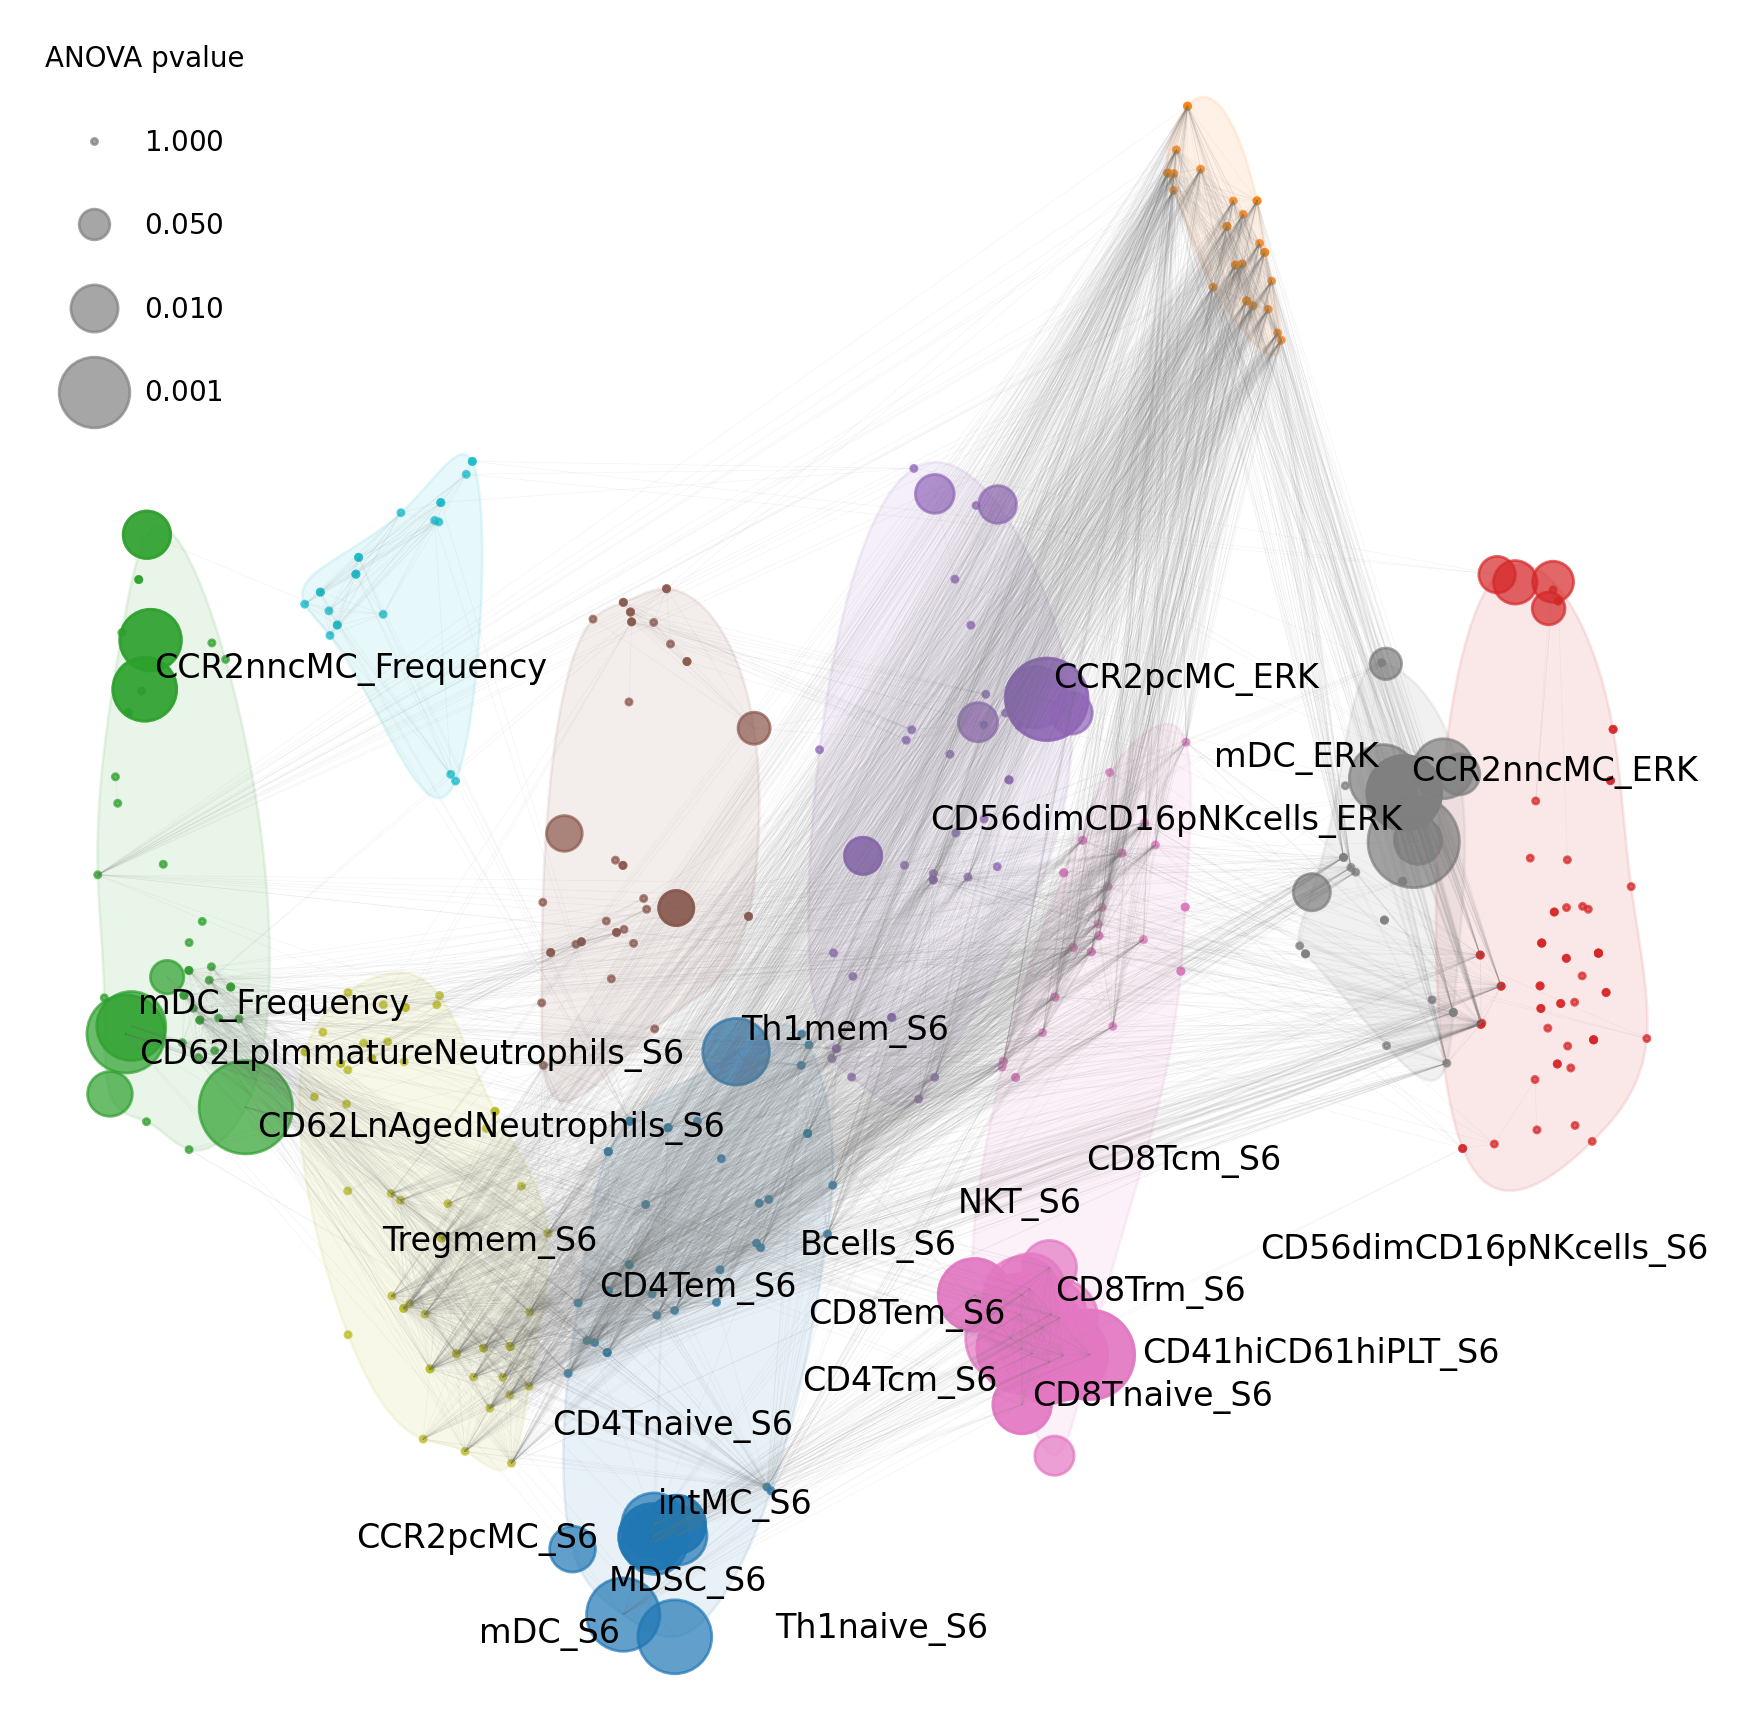 ANOVA pvalue
1.000
0.050
0.010
0.001
CCR2nncMC_Frequency
CCR2pcMC_ERK
mDC_ERK
CCR2nncMC_ERK
CD56dimCD16pNKcells_ERK
mDC_Frequency
Th1mem_S6
CD62LpImmatureNeutrophils_S6
CD62LnAgedNeutrophils_S6
CD8Tcm_S6
NKT_S6
Tregmem_S6
Bcells_S6
CD56dimCD16pNKcells_S6
CD4Tem_S6
CD8Trm_S6
CD8Tem_S6
CD41hiCD61hiPLT_S6
CD4Tcm_S6
CD8Tnaive_S6
CD4Tnaive_S6
intMC_S6
CCR2pcMC_S6
MDSC_S6
mDC_S6
Th1naive_S6